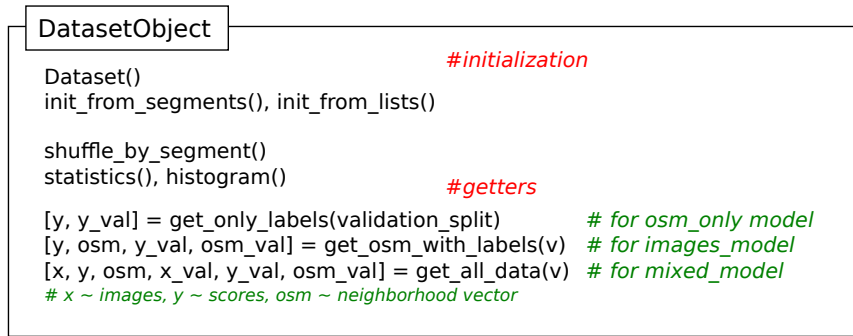 DatasetObject
#initialization
Dataset()
init_from_segments(), init_from_lists()
shuffle_by_segment()
statistics(), histogram()
#getters
[y, y_val] = get_only_labels(validation_split) # for osm_only model
[y, osm, y_val, osm_val] = get_osm_with_labels(v) # for images_model
[x, y, osm, x_val, y_val, osm_val] = get_all_data(v) # for mixed_model
# x ~ images, y ~ scores, osm ~ neighborhood vector